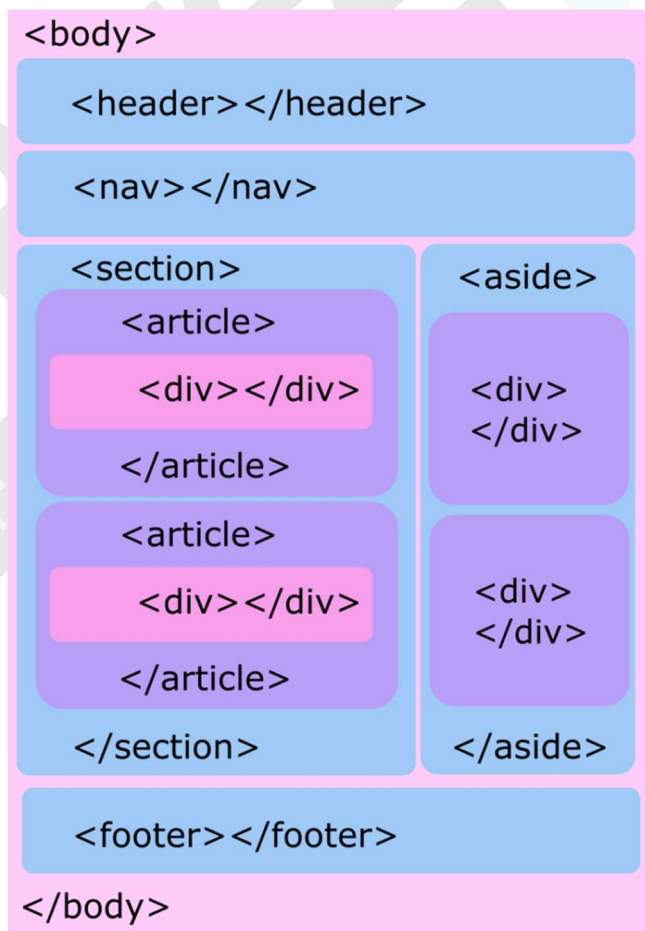 <body>
<header></header>
<nav></nav>
<section>
<article>
<div></div>
</article>
<article>
<div></div>
</article>
</section>
<aside>
<div>
</div>
<div>
</div>
</aside>
<footer></footer>
</body>